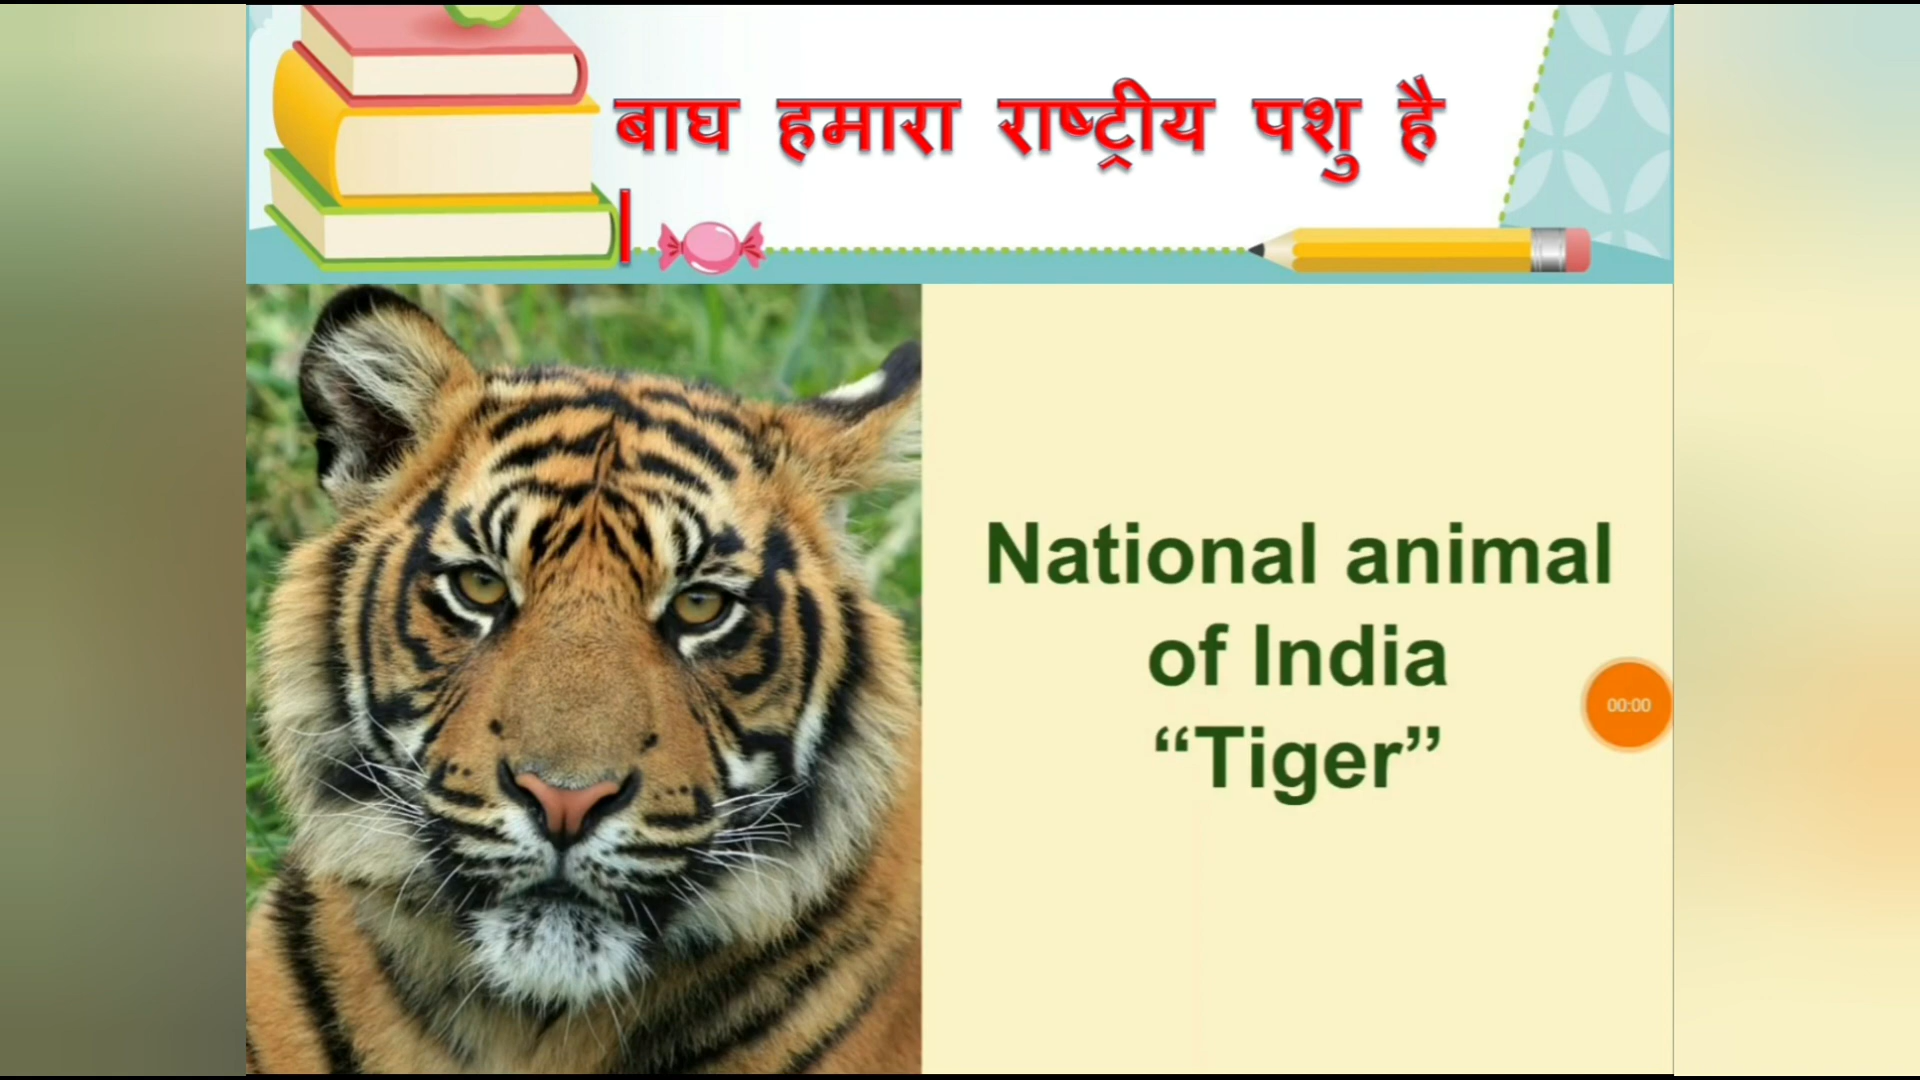 बाघ हमारा राष्ट्रीय पशु है
।
National animal
of India
“Tiger”
00:00